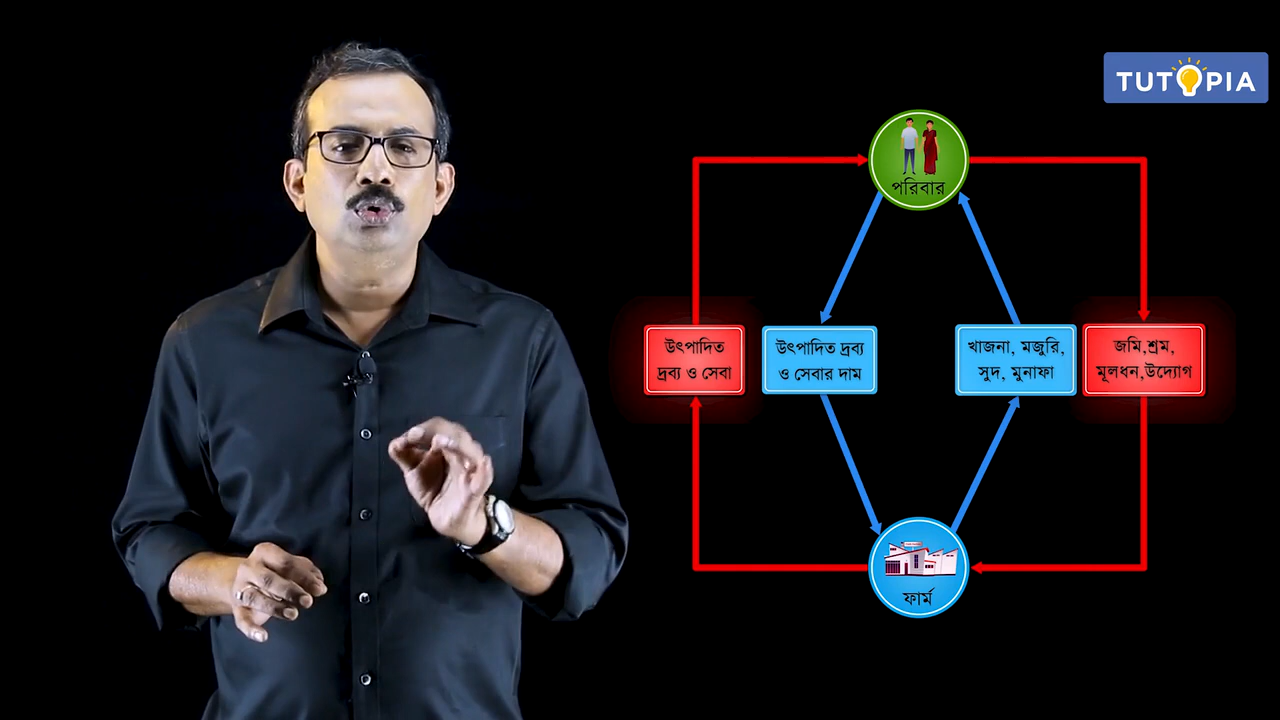 TUTOPIA
পরিবার
উৎপাদিত
দ্রব্য ও সেবা
উৎপাদিত দ্রব্য
ও সেবার দাম
খাজনা, মজুরি,
সুদ, মুনাফা
জমি,শ্রম,
মূলধন,উদ্যোগ
ফার্ম